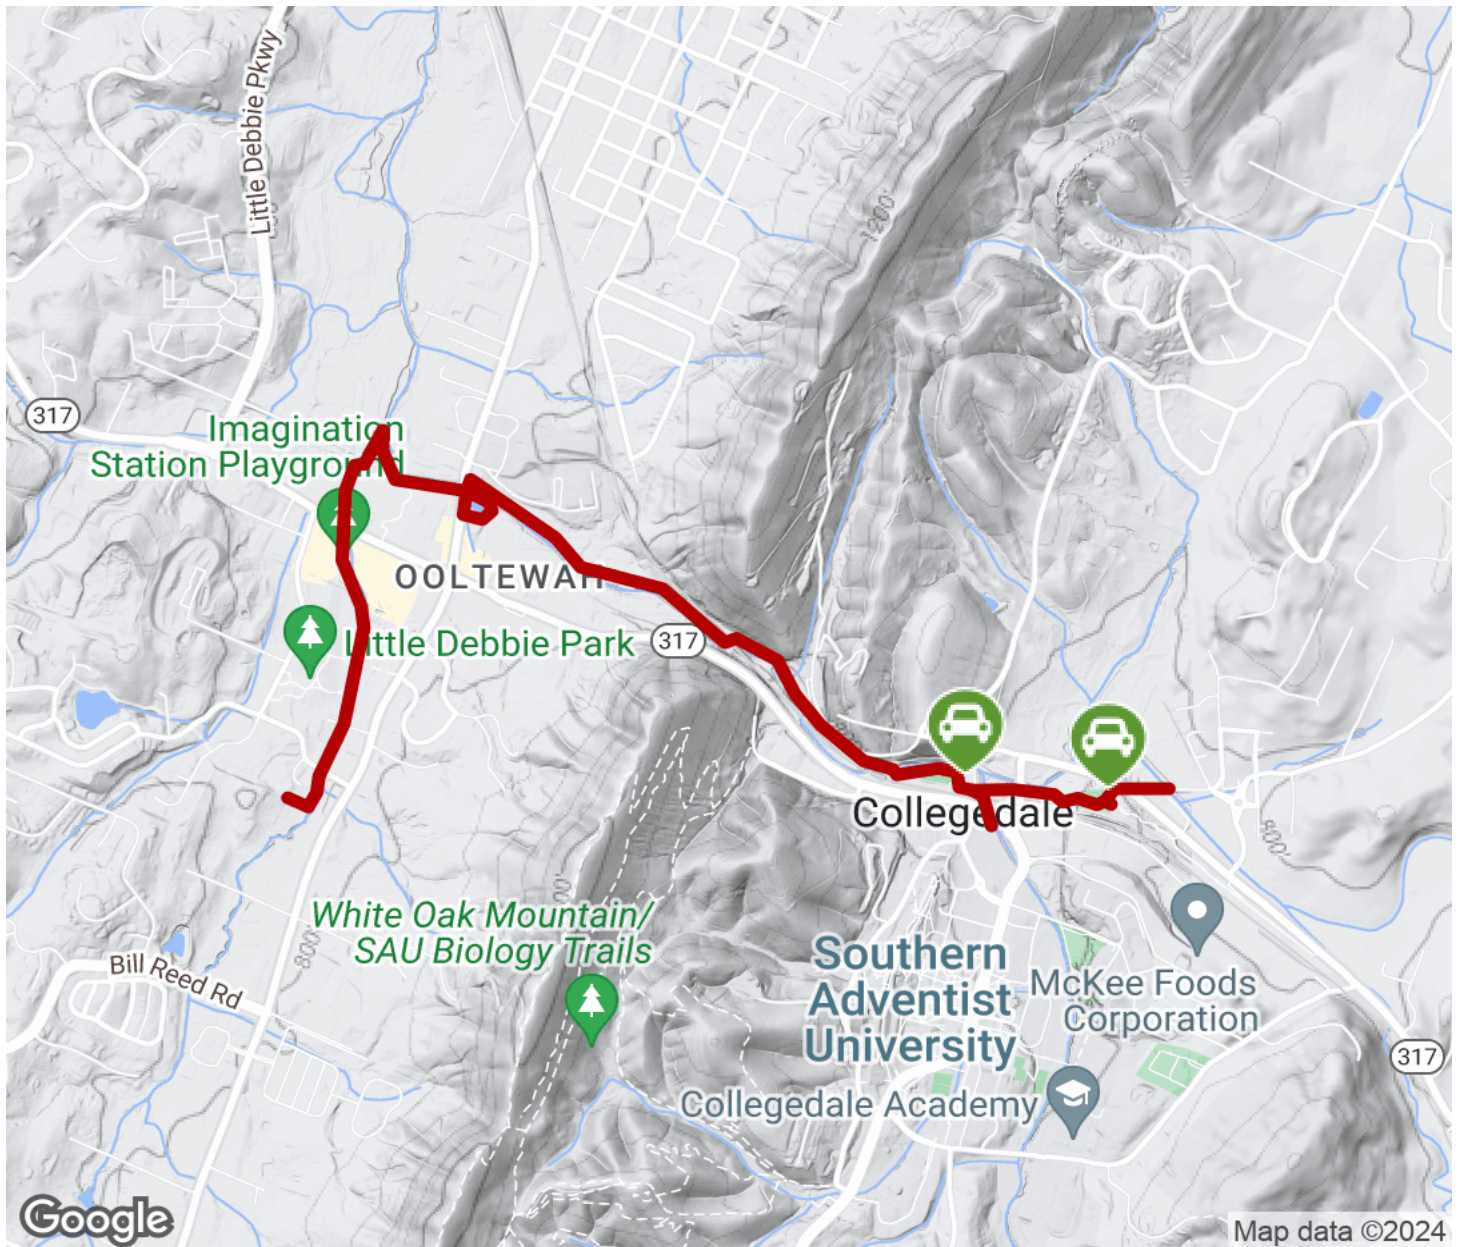 Little Debbie Pkwy
1200'
317
Imagination
Station Playground
OOLTEWAH
317
Little Debbie Park
Collegedale
800'
800'
White Oak Mountain/
SAU Biology Trails
Bill Reed Rd
Southern
Adventist
University
McKee Foods
Corporation
317
Collegedale Academy
Google
Map data ©2024